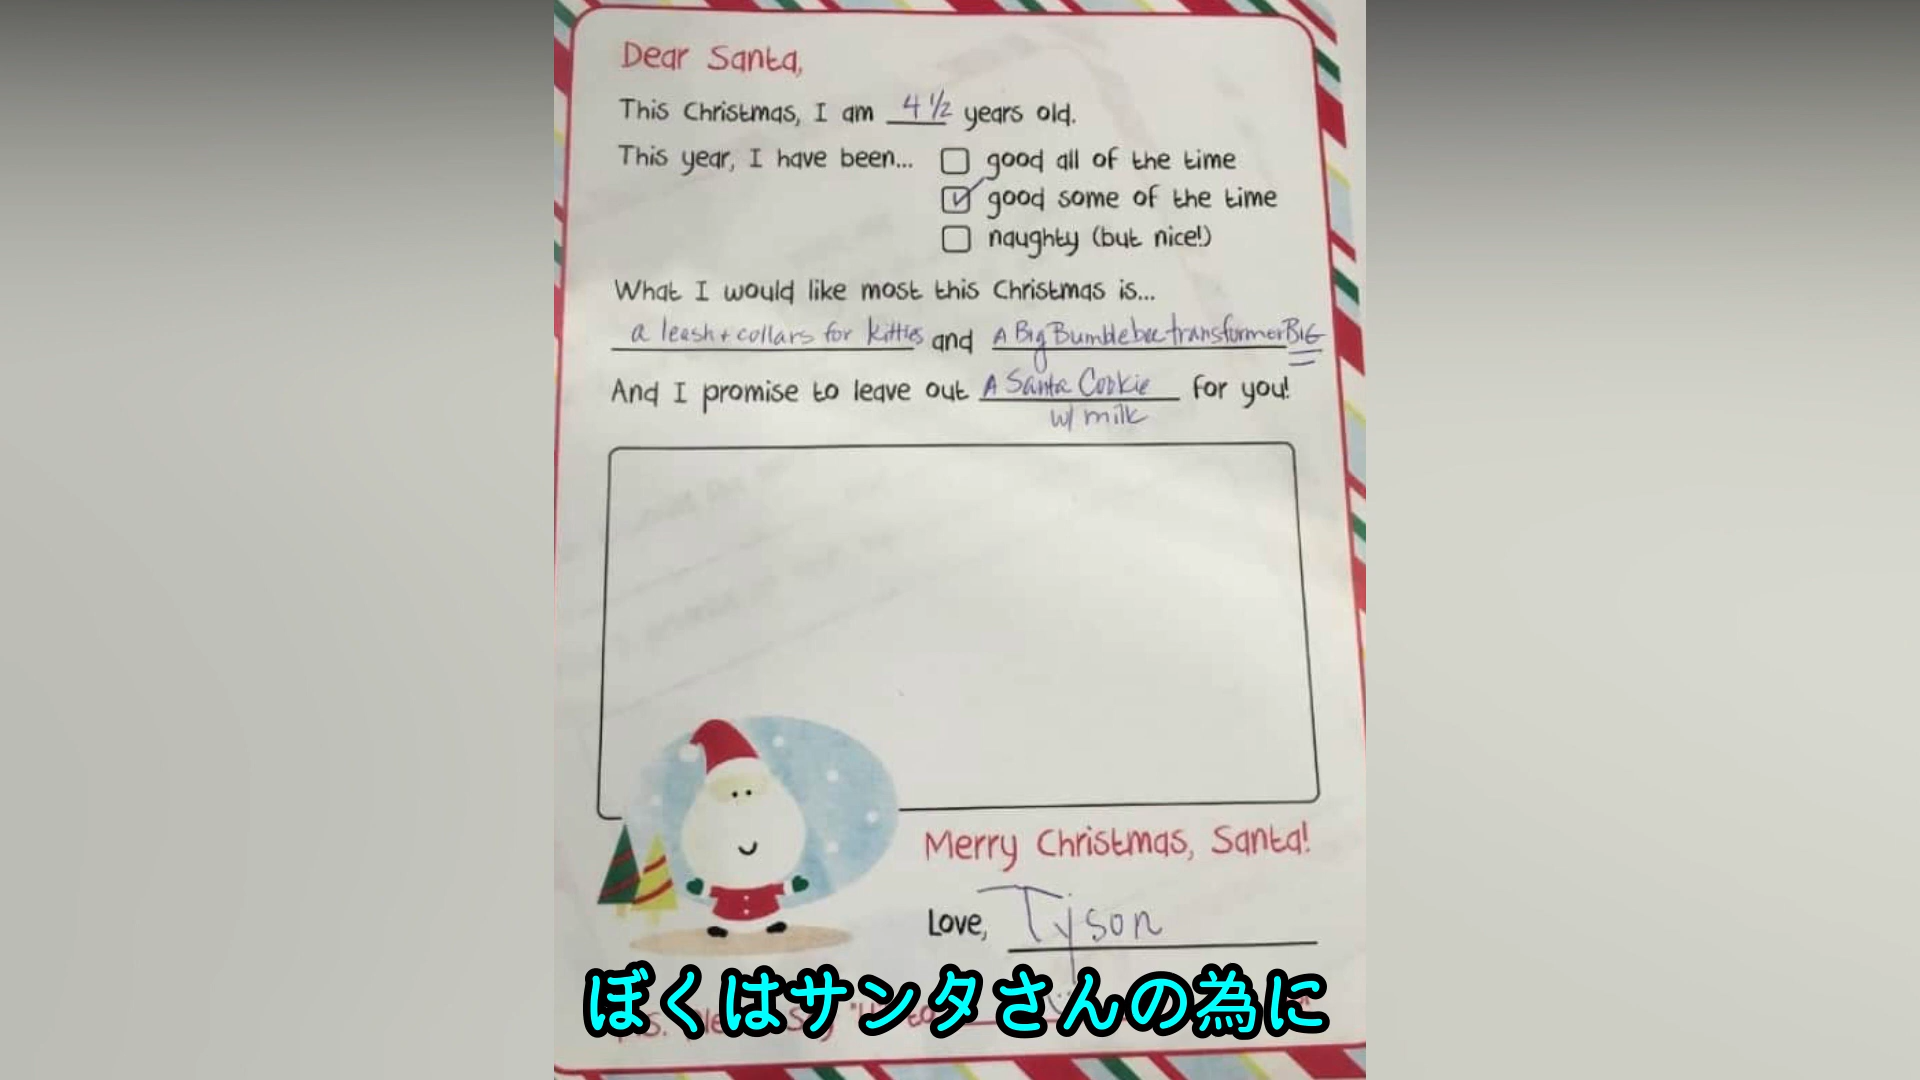 Dear Santa,
This Christmas, I am 4 ½ years old.
This year, I have been... good all of the time
good some of the time
naughty (but nice!)
What I would like most this Christmas is...
a leash + collars for kitties and A Big Bumblebee transformer BIG
And I promise to leave out A Santa Cookie for you!
w/ milk
Merry Christmas, Santa!
Love, Tyson
ぼくはサンタさんの為に